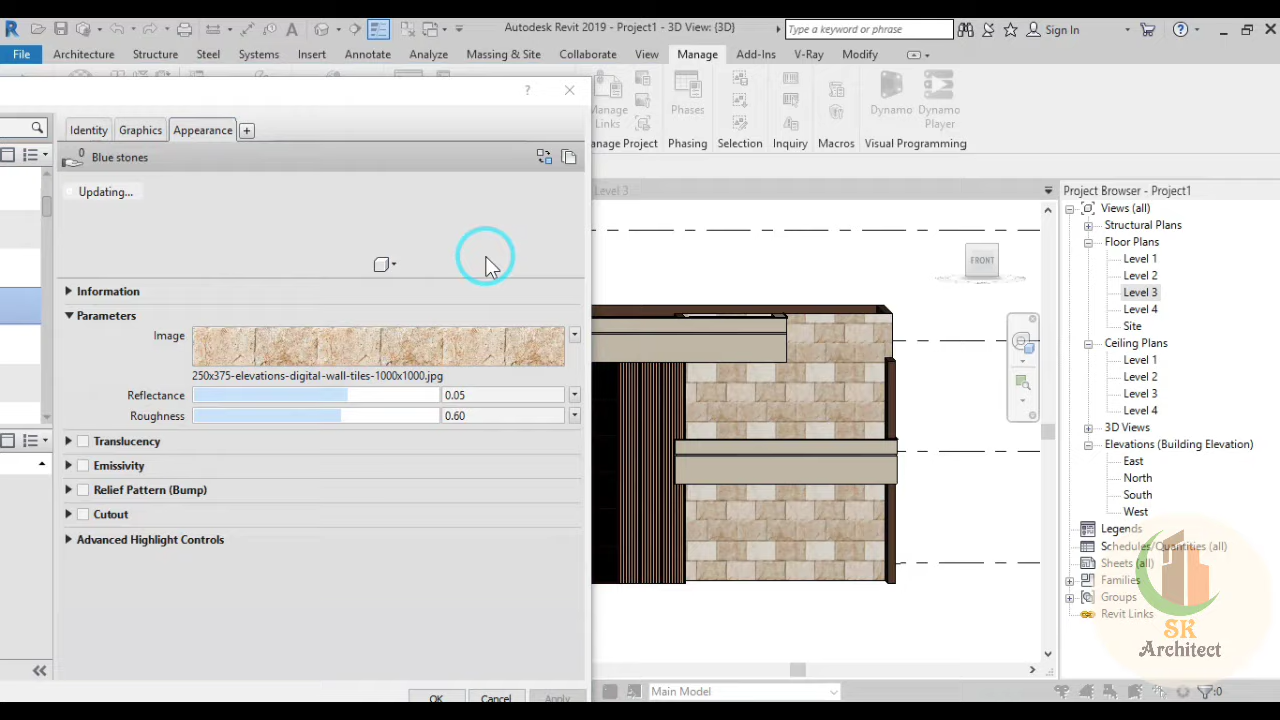 Autodesk Revit 2019 - Project1 - 3D View: {3D}
Type a keyword or phrase
Sign In
File Architecture Structure Steel Systems Insert Annotate Analyze Massing & Site Collaborate View Manage Add-Ins V-Ray Modify
Manage Links
Phases
Dynamo
Dynamo Player
anage Project Phasing Selection Inquiry Macros Visual Programming
Identity Graphics Appearance
0
Blue stones
Updating...
Information
Parameters
Image
250x375-elevations-digital-wall-tiles-1000x1000.jpg
Reflectance 0.05
Roughness 0.60
Translucency
Emissivity
Relief Pattern (Bump)
Cutout
Advanced Highlight Controls
OK Cancel Apply
Level 3
FRONT
Main Model
:0
Project Browser - Project1
Views (all)
Structural Plans
Floor Plans
Level 1
Level 2
Level 3
Level 4
Site
Ceiling Plans
Level 1
Level 2
Level 3
Level 4
3D Views
Elevations (Building Elevation)
East
North
South
West
Legends
Schedules/Quantities (all)
Sheets (all)
Families
Groups
Revit Links
SK
Architect